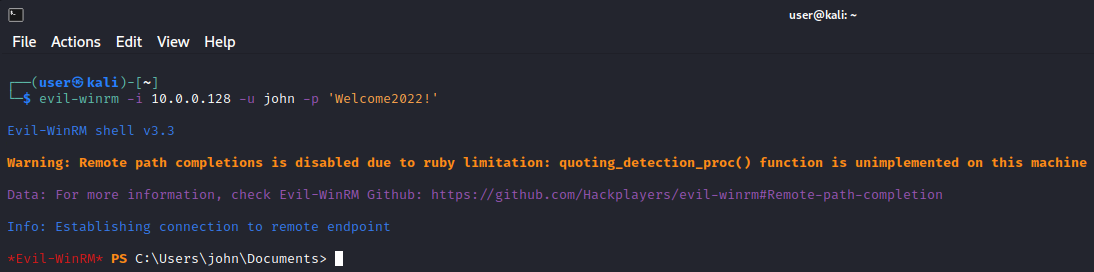 user@kali: ~
File Actions Edit View Help
┌──(user㉿kali)-[~]
└─$ evil-winrm -i 10.0.0.128 -u john -p 'Welcome2022!'
Evil-WinRM shell v3.3
Warning: Remote path completions is disabled due to ruby limitation: quoting_detection_proc() function is unimplemented on this machine
Data: For more information, check Evil-WinRM Github: https://github.com/Hackplayers/evil-winrm#Remote-path-completion
Info: Establishing connection to remote endpoint
*Evil-WinRM* PS C:\Users\john\Documents>